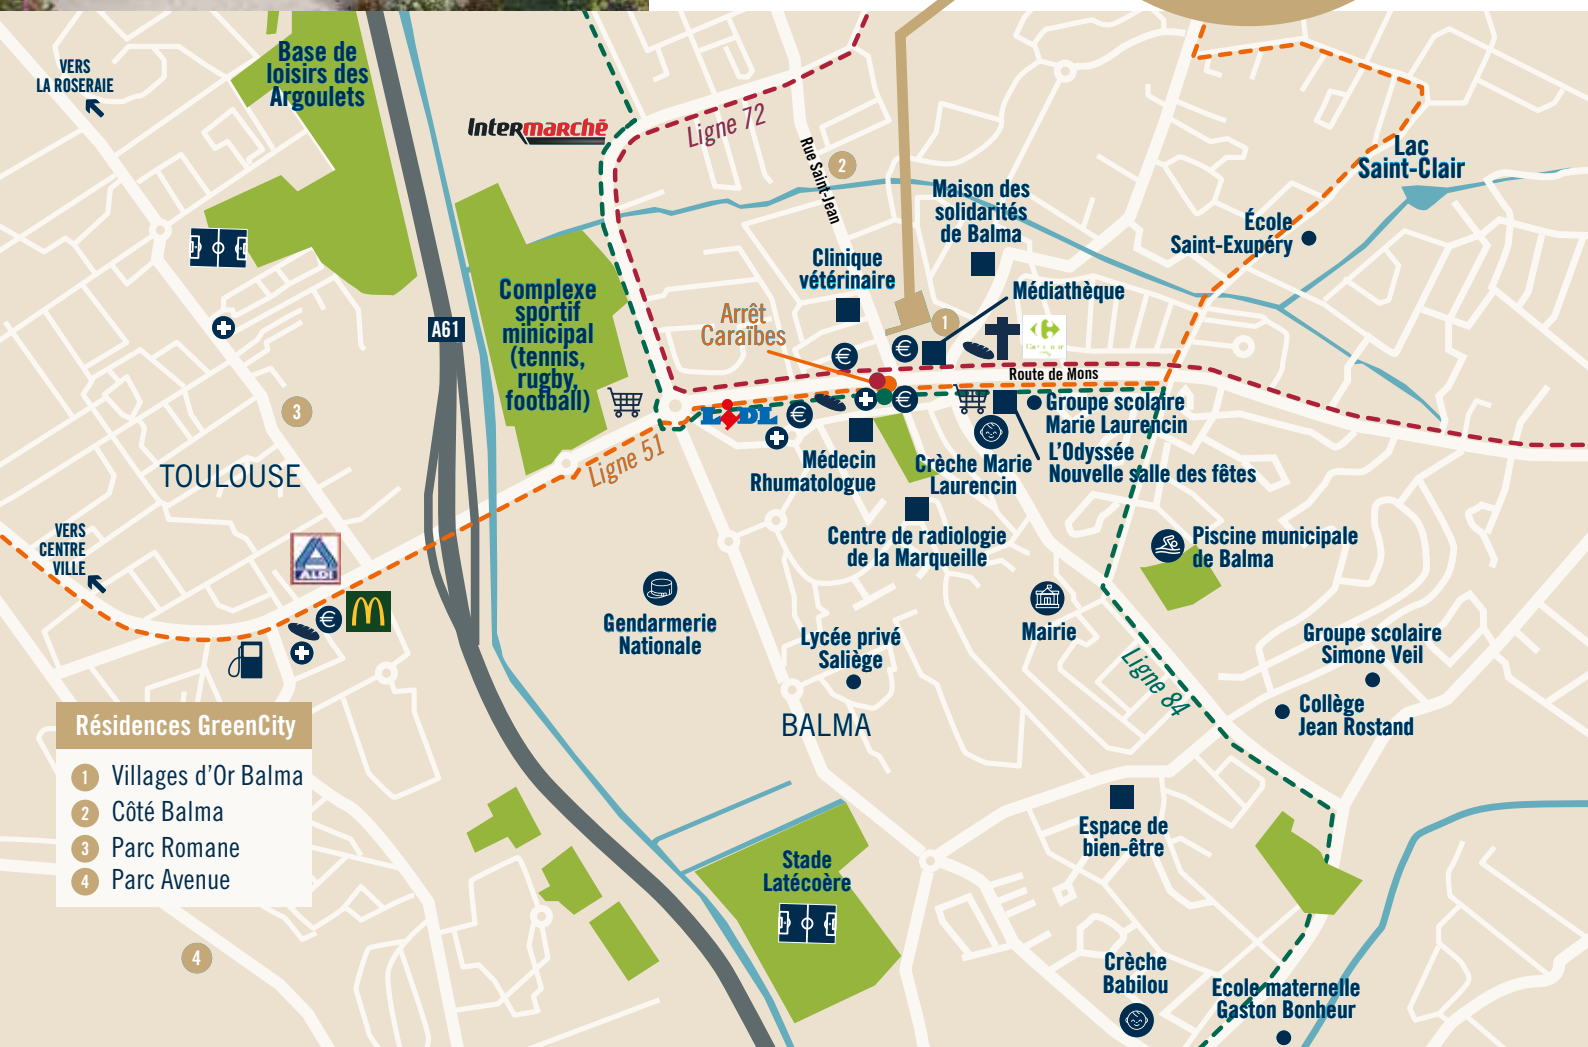 VERS
LA ROSERAIE
Base de
loisirs des
Argoulets
Intermarché
Ligne 72
Rue Saint-Jean
2
Maison des
solidarités
de Balma
Lac
Saint-Clair
École
Saint-Exupéry
Clinique
vétérinaire
Médiathèque
Complexe
sportif
minicipal
(tennis,
rugby,
football)
A61
Arrêt
Caraïbes
1
€
€
Route de Mons
3
TOULOUSE
Ligne 51
LIDL
€
€
Groupe scolaire
Marie Laurencin
L'Odyssée
Nouvelle salle des fêtes
Médecin
Rhumatologue
Crèche Marie
Laurencin
Centre de radiologie
de la Marqueille
Piscine municipale
de Balma
VERS
CENTRE
VILLE
ALDI
€
Gendarmerie
Nationale
Lycée privé
Saliège
Mairie
Ligne 84
Groupe scolaire
Simone Veil
Collège
Jean Rostand
BALMA
Résidences GreenCity
1 Villages d'Or Balma
2 Côté Balma
3 Parc Romane
4 Parc Avenue
4
Stade
Latécoère
Espace de
bien-être
Crèche
Babilou
Ecole maternelle
Gaston Bonheur